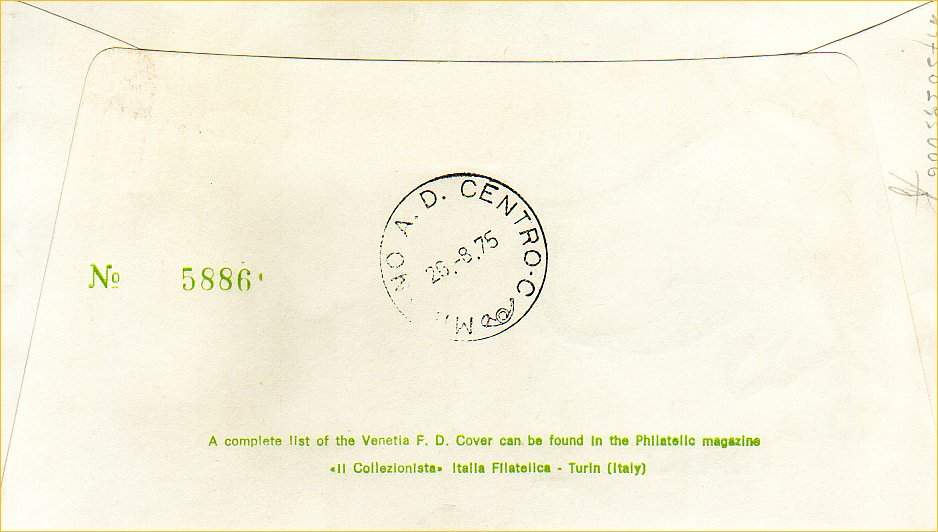 A. D. CENTRO-C
26.-8.75
№ 5886
A complete list of the Venetia F. D. Cover can be found in the Philatelic magazine
«Il Collezionista» Italia Filatelica - Turin (Italy)